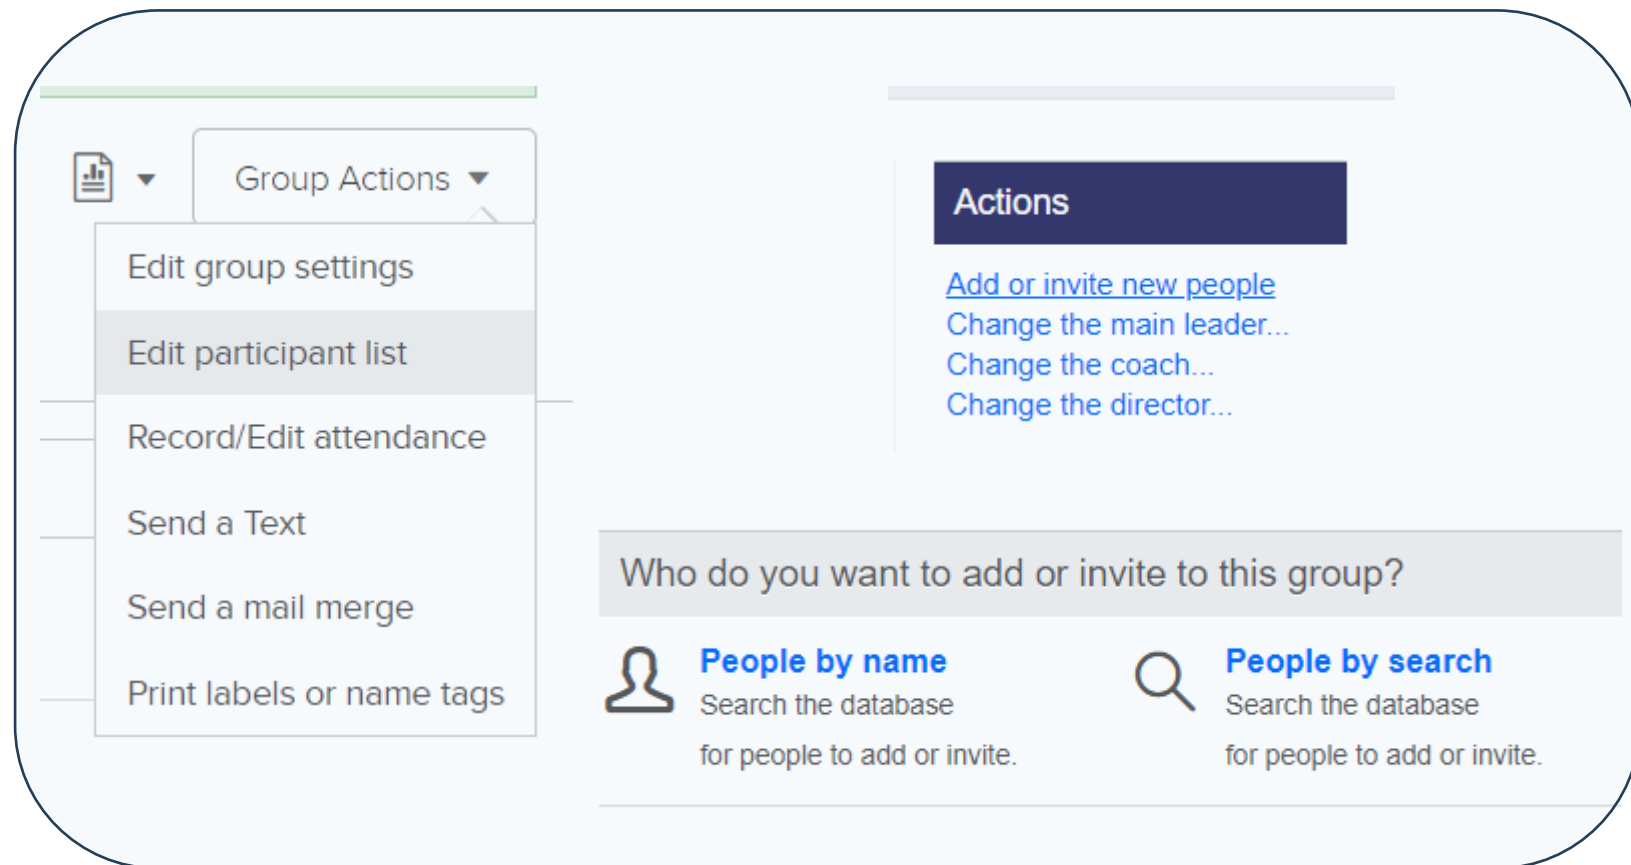 Group Actions
Edit group settings
Edit participant list
Record/Edit attendance
Send a Text
Send a mail merge
Print labels or name tags
Actions
Add or invite new people
Change the main leader...
Change the coach...
Change the director...
Who do you want to add or invite to this group?
People by name
Search the database
for people to add or invite.
People by search
Search the database
for people to add or invite.